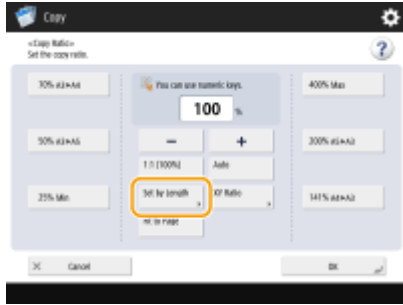 Copy
<Copy Ratio>
Set the copy ratio.
?
70% A3►A4
You can use numeric keys.
400% Max
100 %
50% A3►A5
−
+
200% A5►A3
1:1 (100%)
Auto
25% Min
Set by Length
XY Ratio
141% A4►A3
Fit to Page
Cancel
OK